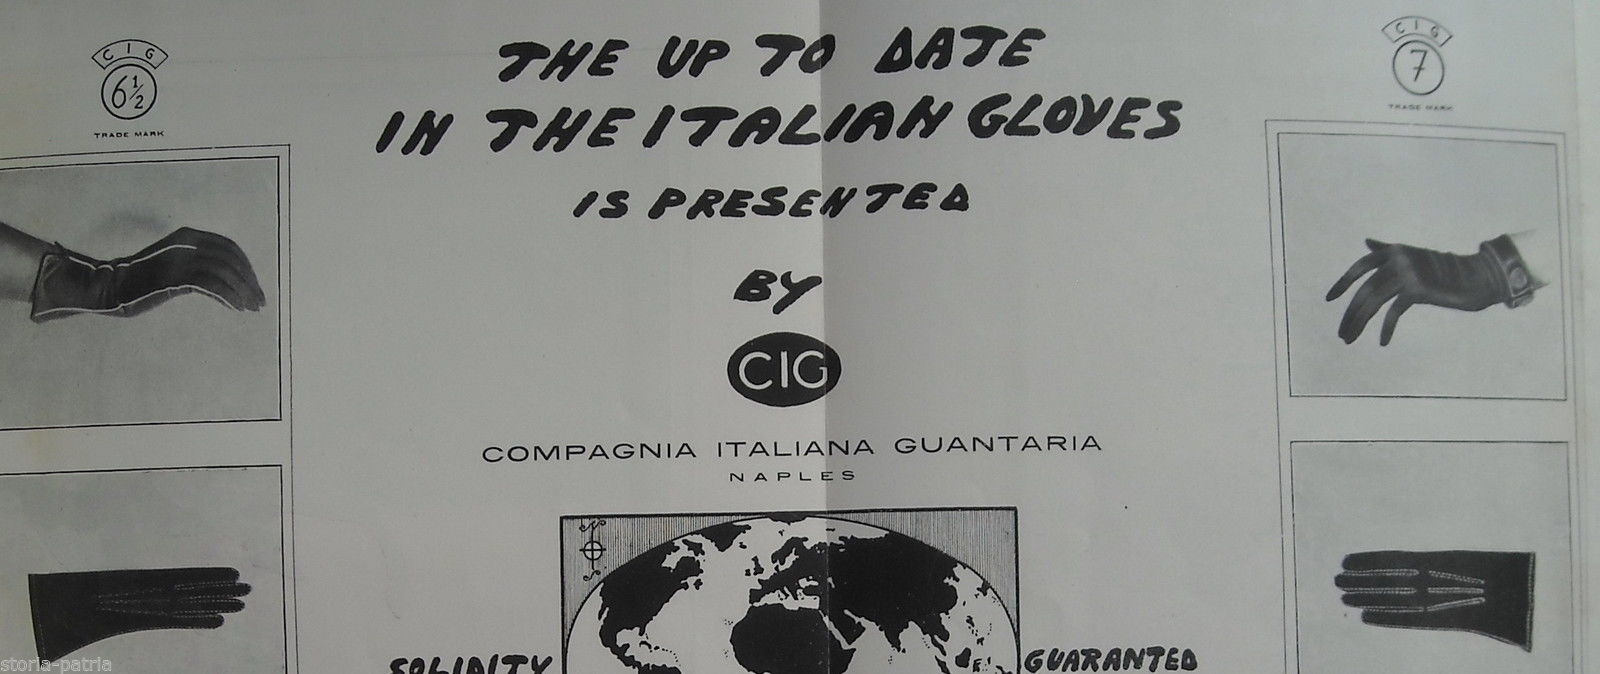 CIG
6½
TRADE MARK
CIG
7
TRADE MARK
THE UP TO DATE
IN THE ITALIAN GLOVES
IS PRESENTED
BY
CIG
COMPAGNIA ITALIANA GUANTARIA
NAPLES
N
S
SOLIDITY
GUARANTED
storia-patria